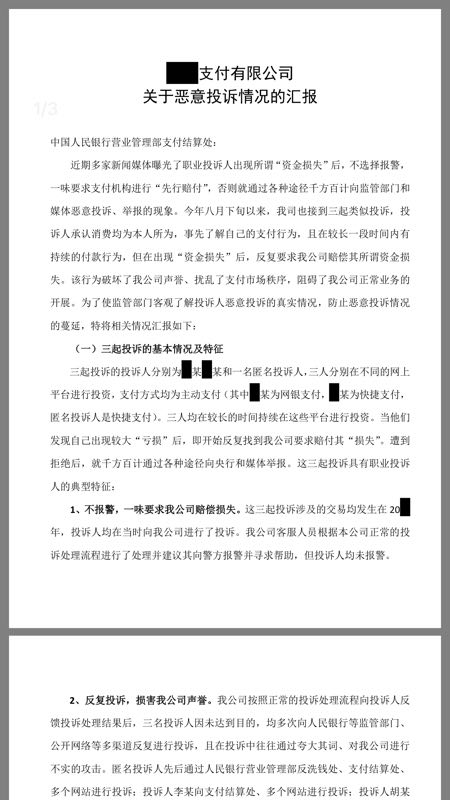 支付有限公司
关于恶意投诉情况的汇报
1/3
中国人民银行营业管理部支付结算处：
近期多家新闻媒体曝光了职业投诉人出现所谓“资金损失”后，不选择报警，
一味要求支付机构进行“先行赔付”，否则就通过各种途径千方百计向监管部门和
媒体恶意投诉、举报的现象。今年八月下旬以来，我司也接到三起类似投诉，投
诉人承认消费均为本人所为，事先了解自己的支付行为，且在较长一段时间内有
持续的付款行为，但在出现“资金损失”后，反复要求我公司赔偿其所谓资金损
失。该行为破坏了我公司声誉、扰乱了支付市场秩序，阻碍了我公司正常业务的
开展。为了使监管部门客观了解投诉人恶意投诉的真实情况，防止恶意投诉情况
的蔓延，特将相关情况汇报如下：
（一）三起投诉的基本情况及特征
三起投诉的投诉人分别为某某和一名匿名投诉人，三人分别在不同的网上
平台进行投资，支付方式均为主动支付（其中某为网银支付，某为快捷支付，
匿名投诉人是快捷支付）。三人均在较长的时间持续在这些平台进行投资。当他们
发现自己出现较大“亏损”后，即开始反复找到我公司要求赔付其“损失”。遭到
拒绝后，就千方百计通过各种途径向央行和媒体举报。这三起投诉具有职业投诉
人的典型特征：
1、不报警，一味要求我公司赔偿损失。这三起投诉涉及的交易均发生在 20
年，投诉人均在当时向我公司进行了投诉。我公司客服人员根据本公司正常的投
诉处理流程进行了处理并建议其向警方报警并寻求帮助，但投诉人均未报警。
2、反复投诉，损害我公司声誉。我公司按照正常的投诉处理流程向投诉人反
馈投诉处理结果后，三名投诉人因未达到目的，均多次向人民银行等监管部门、
公开网络等多渠道反复进行投诉，且在投诉中往往通过夸大其词、对我公司进行
不实的攻击。匿名投诉人先后通过人民银行营业管理部反洗钱处、支付结算处、
多个网站进行投诉；投诉人李某向支付结算处、多个网站进行投诉；投诉人胡某